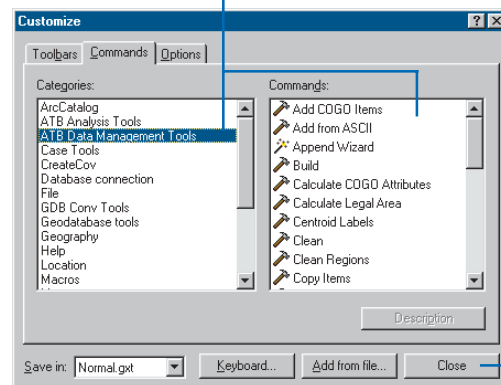 Customize
Toolbars Commands Options
Categories:
ArcCatalog
ATB Analysis Tools
ATB Data Management Tools
Case Tools
CreateCov
Database connection
File
GDB Conv Tools
Geodatabase tools
Geography
Help
Location
Macros
Commands:
Add COGO Items
Add from ASCII
Append Wizard
Build
Calculate COGO Attributes
Calculate Legal Area
Centroid Labels
Clean
Clean Regions
Copy Items
Description
Save in: Normal.gxt Keyboard... Add from file... Close